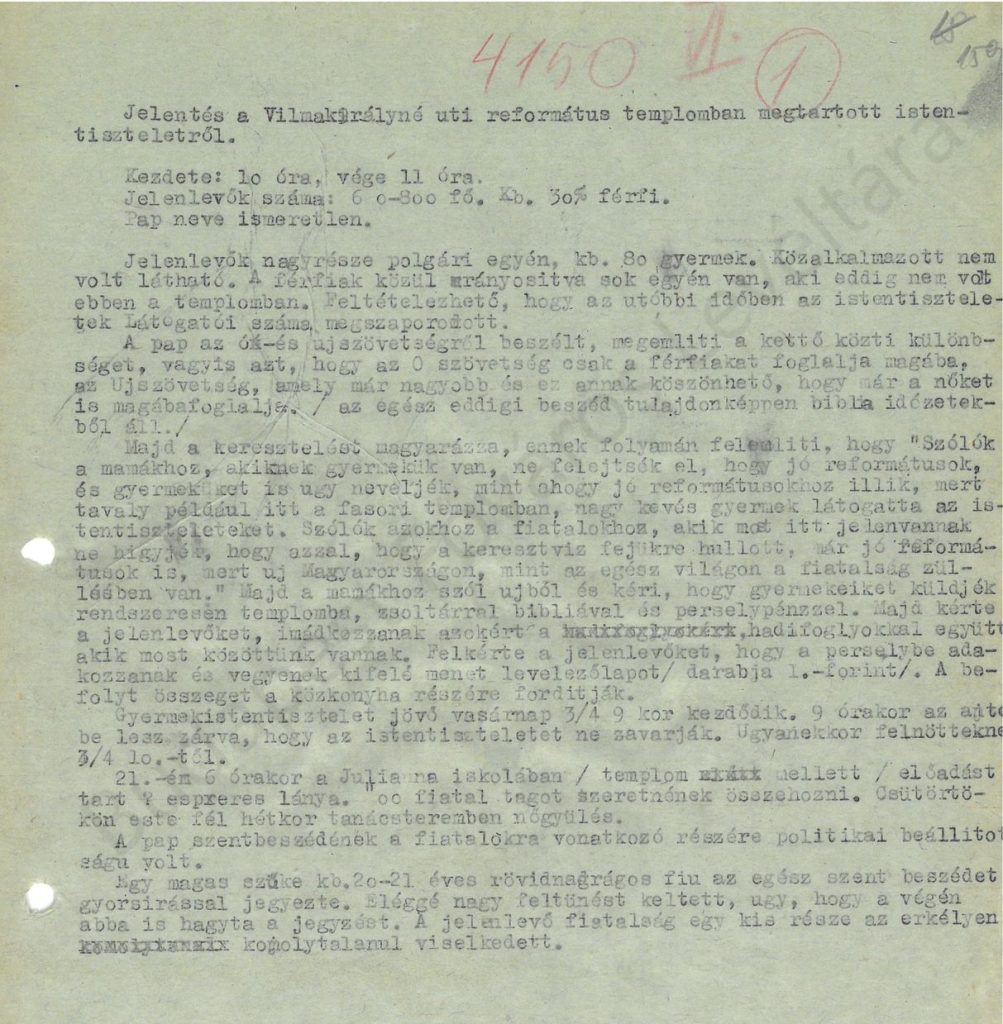 4150 VI. 1
18
159
Jelentés a Vilmakirályné uti református templomban megtartott isten-
tiszteletről.
Kezdete: 10 óra, vége 11 óra.
Jelenlevők száma: 6 0-800 fő. Kb. 30% férfi.
Pap neve ismeretlen.
Jelenlevők nagyrésze polgári egyén, kb. 80 gyermek. Közalkalmazott nem
volt látható. A férfiak közül arányositva sok egyén van, aki eddig nem volt
ebben a templomban. Feltételezhető, hogy az utóbbi időben az istentisztele-
tek Látogatói száma megszaporodott.
A pap az ó-és ujszövetségről beszélt, megemliti a kettő közti különb-
séget, vagyis azt, hogy az O szövetség csak a férfiakat foglalja magába,
az Ujszövetség, amely már nagyobb és ez annak köszönhető, hogy már a nőket
is magábafoglalja. / az egész eddigi beszéd tulajdonképpen biblia idézetek-
ből áll./
Majd a keresztelést magyarázza, ennek folyamán felemliti, hogy "Szólók
a mamákhoz, akiknek gyermekük van, ne felejtsék el, hogy jó reformátusok,
és gyermeküket is ugy neveljék, mint ahogy jó reformátusokhoz illik, mert
tavaly például itt a fasori templomban, nagy kevés gyermek látogatta az is-
tentiszteleteket. Szólók azokhoz a fiatalokhoz, akik most itt jelenvannak
ne higyjék, hogy azzal, hogy a keresztviz fejükre hullott, már jó reformá-
tusok is, mert uj Magyarországon, mint az egész világon a fiatalság zül-
lésében van." Majd a mamákhoz szól ujból és kéri, hogy gyermekeiket küldjék
rendszeresen templomba, zsoltárral bibliával és perselypénzzel. Majd kérte
a jelenlevőket, imádkozzanak azokért a hadifoglyokkal együtt
akik most közöttünk vannak. Felkérte a jelenlevőket, hogy a perselybe ada-
kozzanak és vegyenek kifelé menet levelezőlapot/ darabja 1.-forint/. A be-
folyt összeget a közkonyha részére forditják.
Gyermekistentisztelet jövő vasárnap 3/4 9 kor kezdődik. 9 órakor az ajtó
be lesz zárva, hogy az istentiszteletet ne zavarják. Ugyanekkor felnőttekne
3/4 10.-től.
21.-én 6 órakor a Julianna iskolában / templom mellett / előadást
tart ? espreres lánya. oo fiatal tagot szeretnének összehozni. Csütörtö-
kön este fél hétkor tanácsteremben nőgyülés.
A pap szentbeszédének a fiatalokra vonatkozó részére politikai beállitot
ságu volt.
Egy magas szőke kb.20-21 éves rövidnadrágos fiu az egész szent beszédet
gyorsirással jegyezte. Eléggé nagy feltünést keltett, ugy, hogy a végén
abba is hagyta a jegyzést. A jelenlevő fiatalság egy kis része az erkélyen
komolytalanul viselkedett.